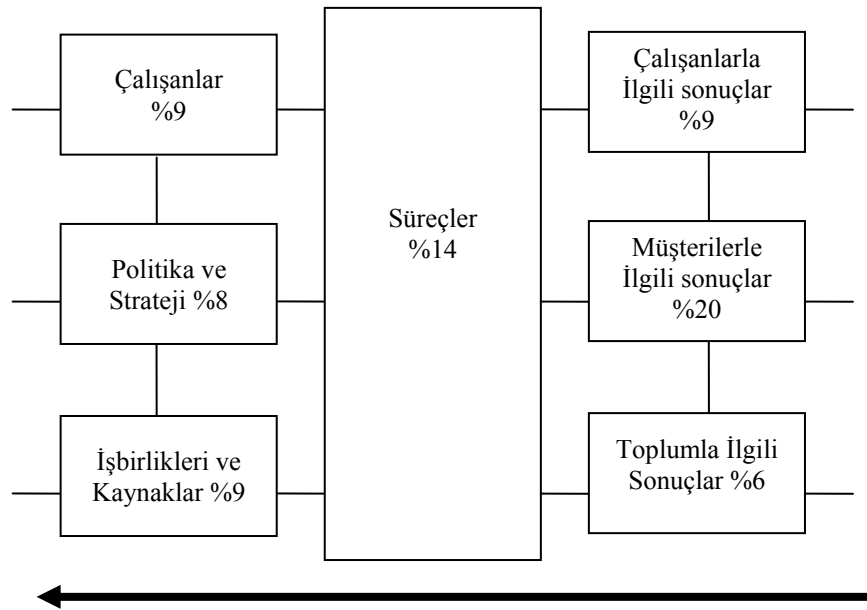 Çalışanlar
%9
Politika ve
Strateji %8
İşbirlikleri ve
Kaynaklar %9
Süreçler
%14
Çalışanlarla
İlgili sonuçlar
%9
Müşterilerle
İlgili sonuçlar
%20
Toplumla İlgili
Sonuçlar %6